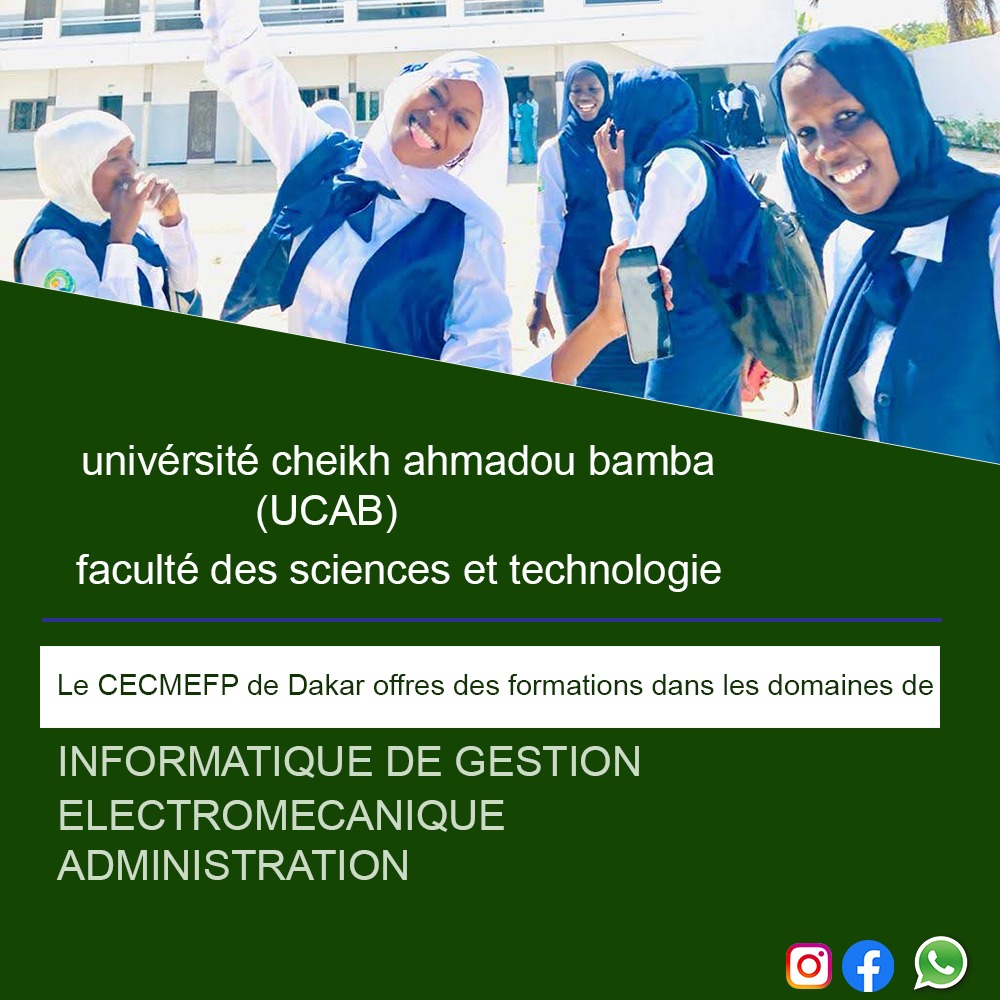 univérsité cheikh ahmadou bamba
(UCAB)
faculté des sciences et technologie
Le CECMEFP de Dakar offres des formations dans les domaines de
INFORMATIQUE DE GESTION
ELECTROMECANIQUE
ADMINISTRATION